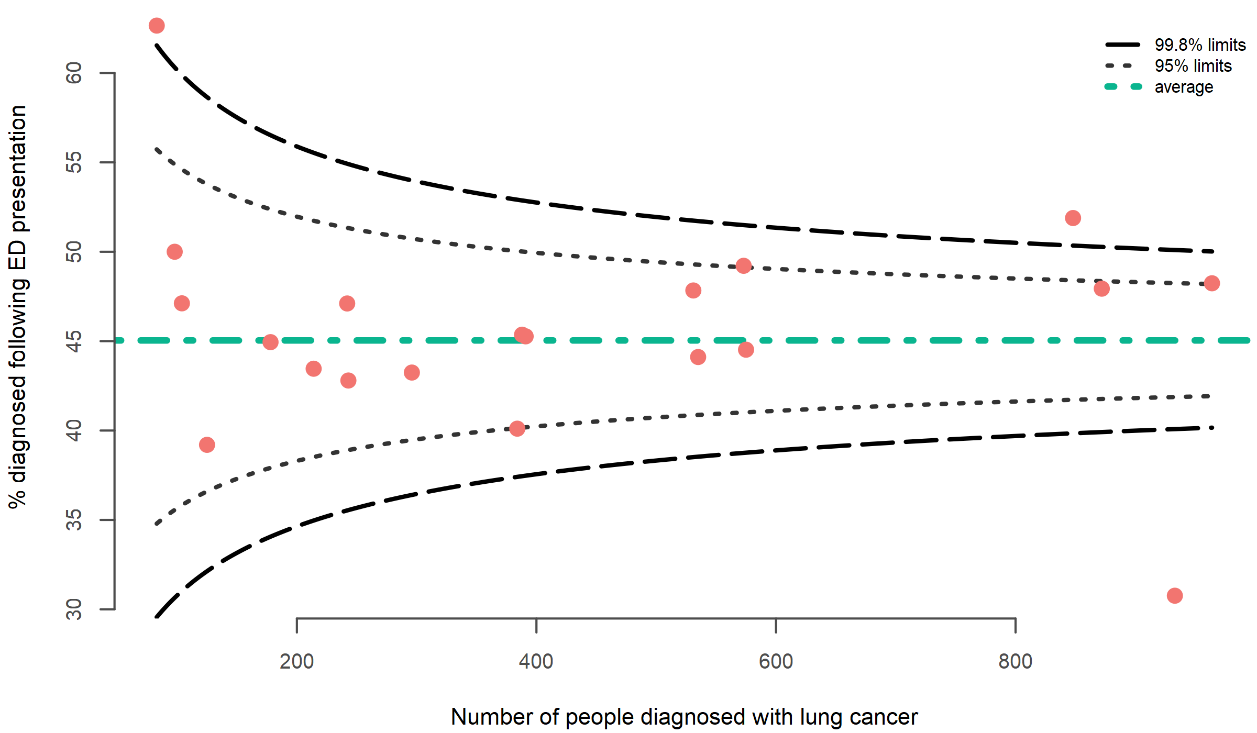 99.8% limits
95% limits
average
% diagnosed following ED presentation
60
55
50
45
40
35
30
200
400
600
800
Number of people diagnosed with lung cancer